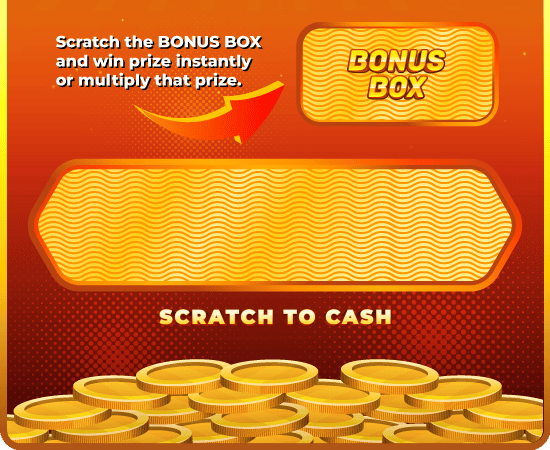 Scratch the BONUS BOX
and win prize instantly
or multiply that prize.
BONUS
BOX
SCRATCH TO CASH